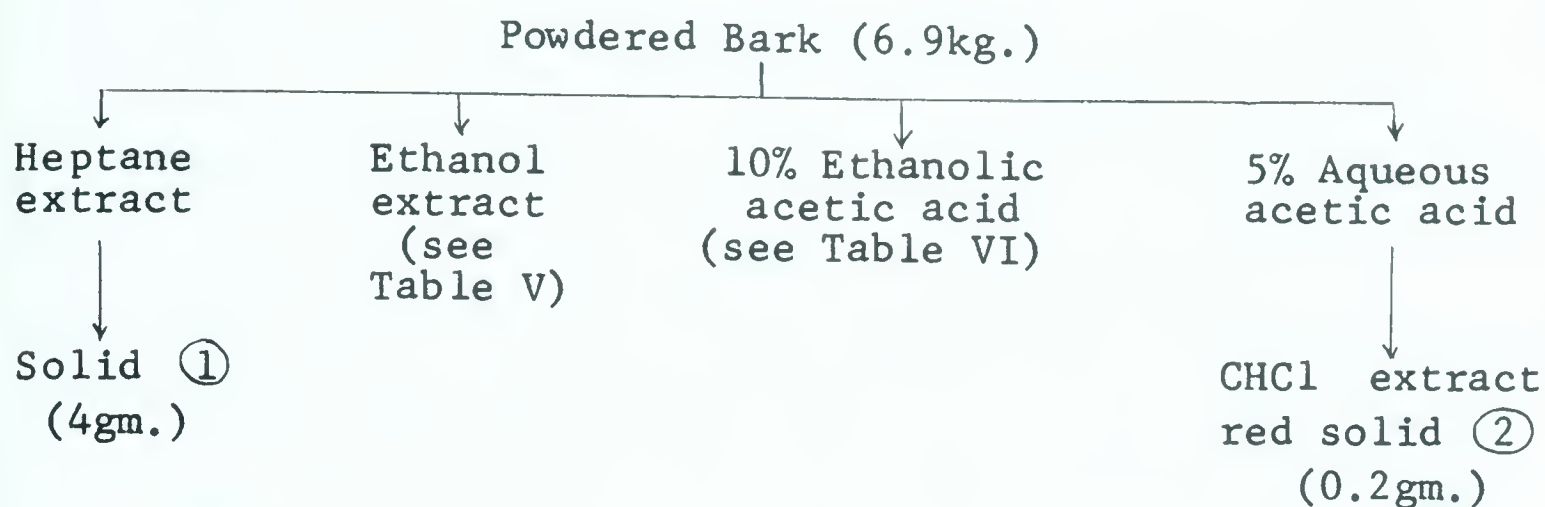 Powdered Bark (6.9kg.)
Heptane
extract
Ethanol
extract
(see
Table V)
10% Ethanolic
acetic acid
(see Table VI)
5% Aqueous
acetic acid
Solid ①
(4gm.)
CHCl extract
red solid ②
(0.2gm.)